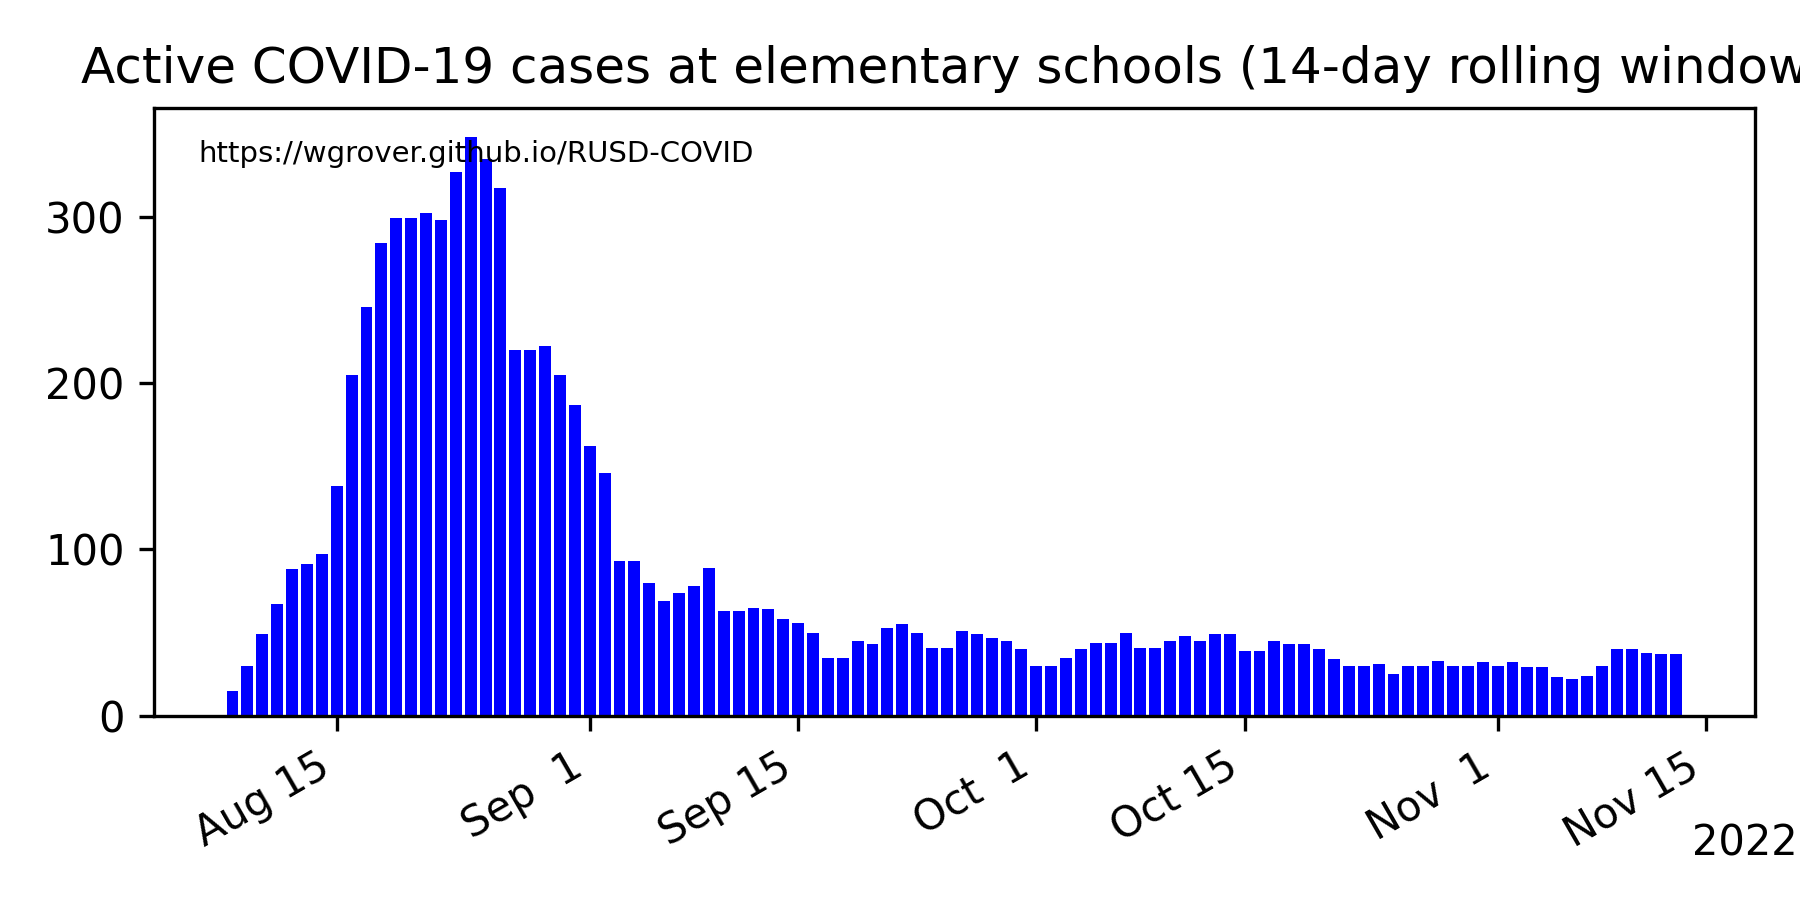 Active COVID-19 cases at elementary schools (14-day rolling window
https://wgrover.github.io/RUSD-COVID
300
200
100
0
Aug 15
Sep 1
Sep 15
Oct 1
Oct 15
Nov 1
Nov 15
2022